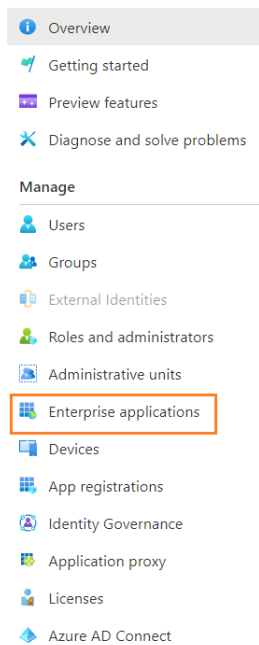 Overview
Getting started
Preview features
Diagnose and solve problems
Manage
Users
Groups
External Identities
Roles and administrators
Administrative units
Enterprise applications
Devices
App registrations
Identity Governance
Application proxy
Licenses
Azure AD Connect